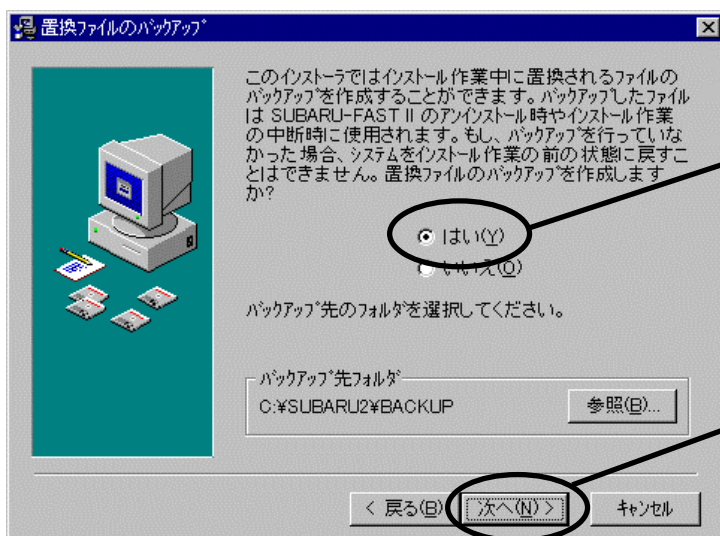 置換ファイルのバックアップ
このインストーラではインストール作業中に置換されるファイルの
バックアップを作成することができます。バックアップしたファイル
は SUBARU-FAST II のアンインストール時やインストール作業
の中断時に使用されます。もし、バックアップを行っていな
かった場合、システムをインストール作業の前の状態に戻すこ
とはできません。置換ファイルのバックアップを作成します
か?
はい(Y)
いいえ(O)
バックアップ先のフォルダを選択してください。
バックアップ先フォルダ
C:¥SUBARU2¥BACKUP
参照(B)...
< 戻る(B)
次へ(N) >
キャンセル